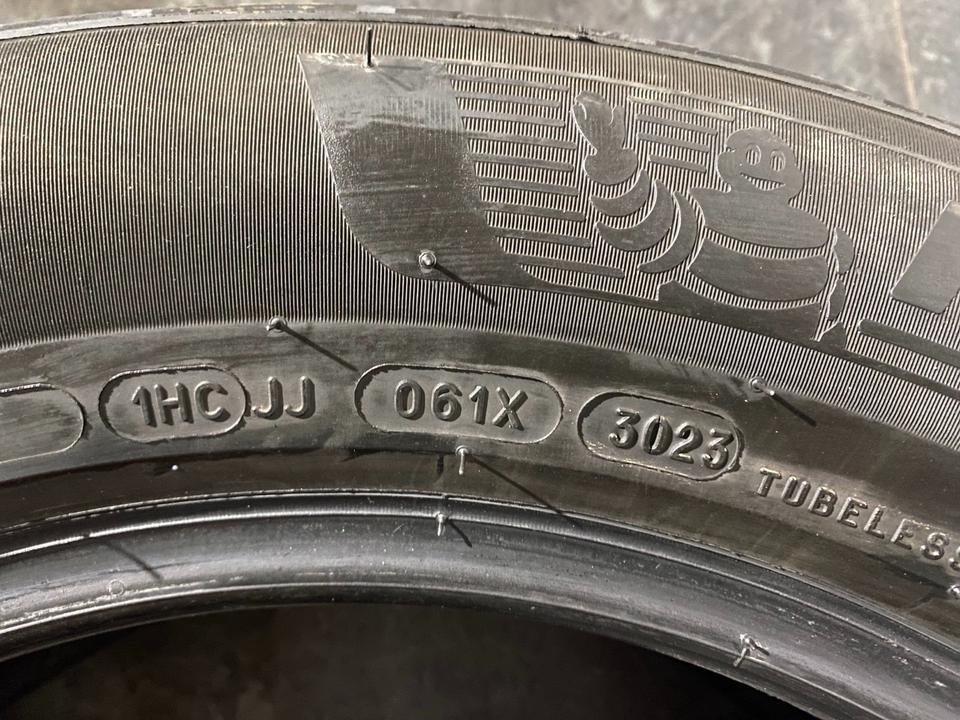 1HC JJ 061X 3023 TUBELESS